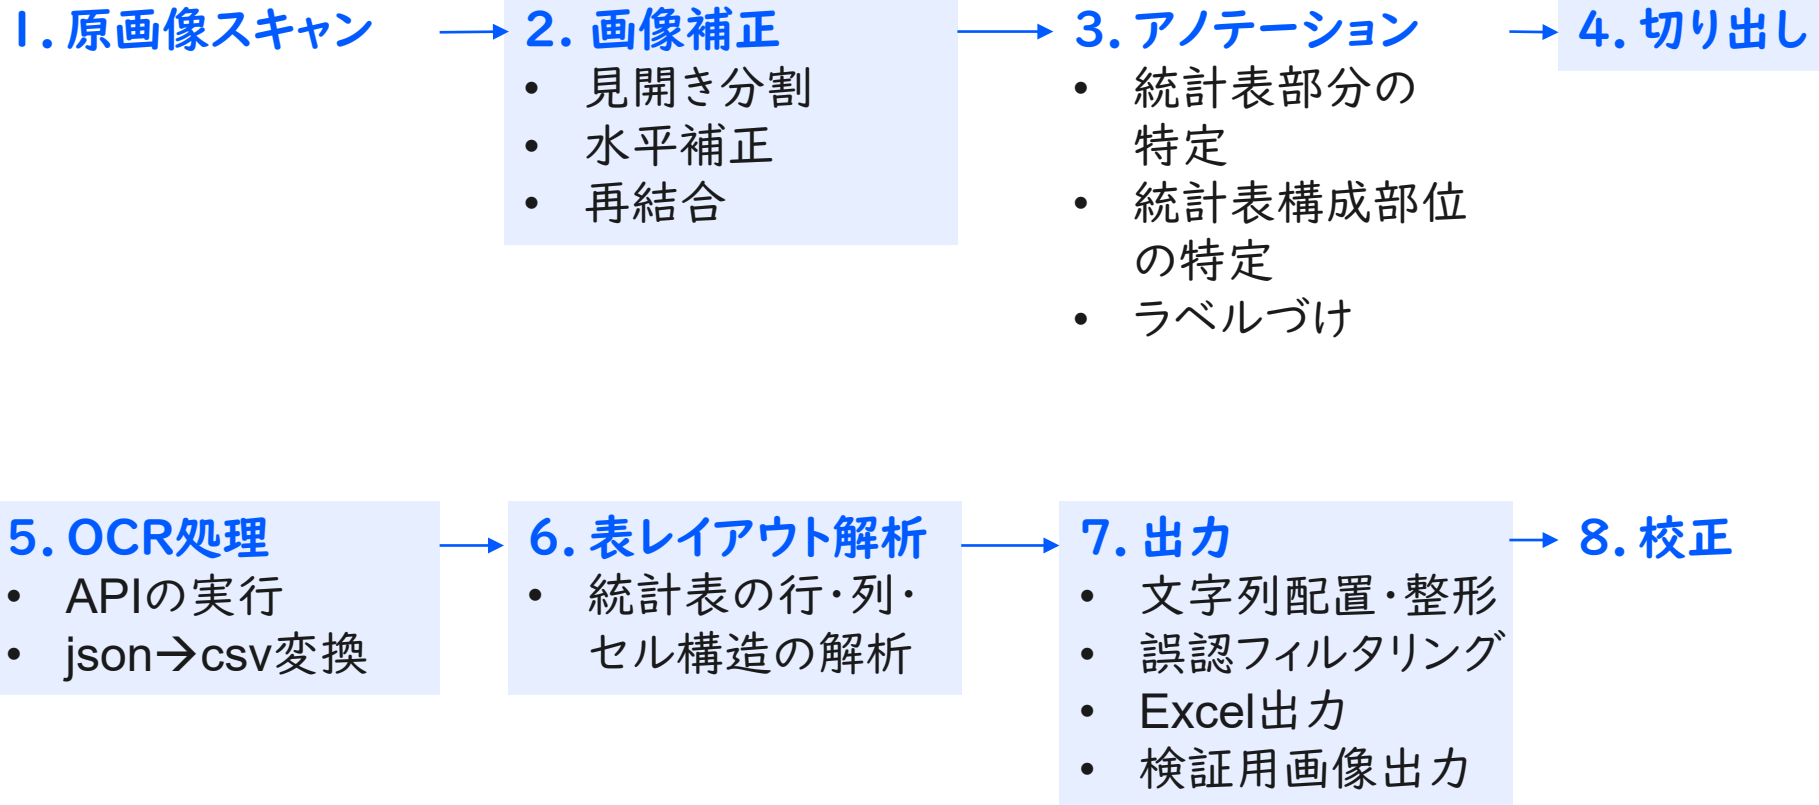 1. 原画像スキャン
2. 画像補正
• 見開き分割
• 水平補正
• 再結合
3. アノテーション
• 統計表部分の
特定
• 統計表構成部位
の特定
• ラベルづけ
4. 切り出し
5. OCR処理
• APIの実行
• json→csv変換
6. 表レイアウト解析
• 統計表の行・列・
セル構造の解析
7. 出力
• 文字列配置・整形
• 誤認フィルタリング
• Excel出力
• 検証用画像出力
8. 校正